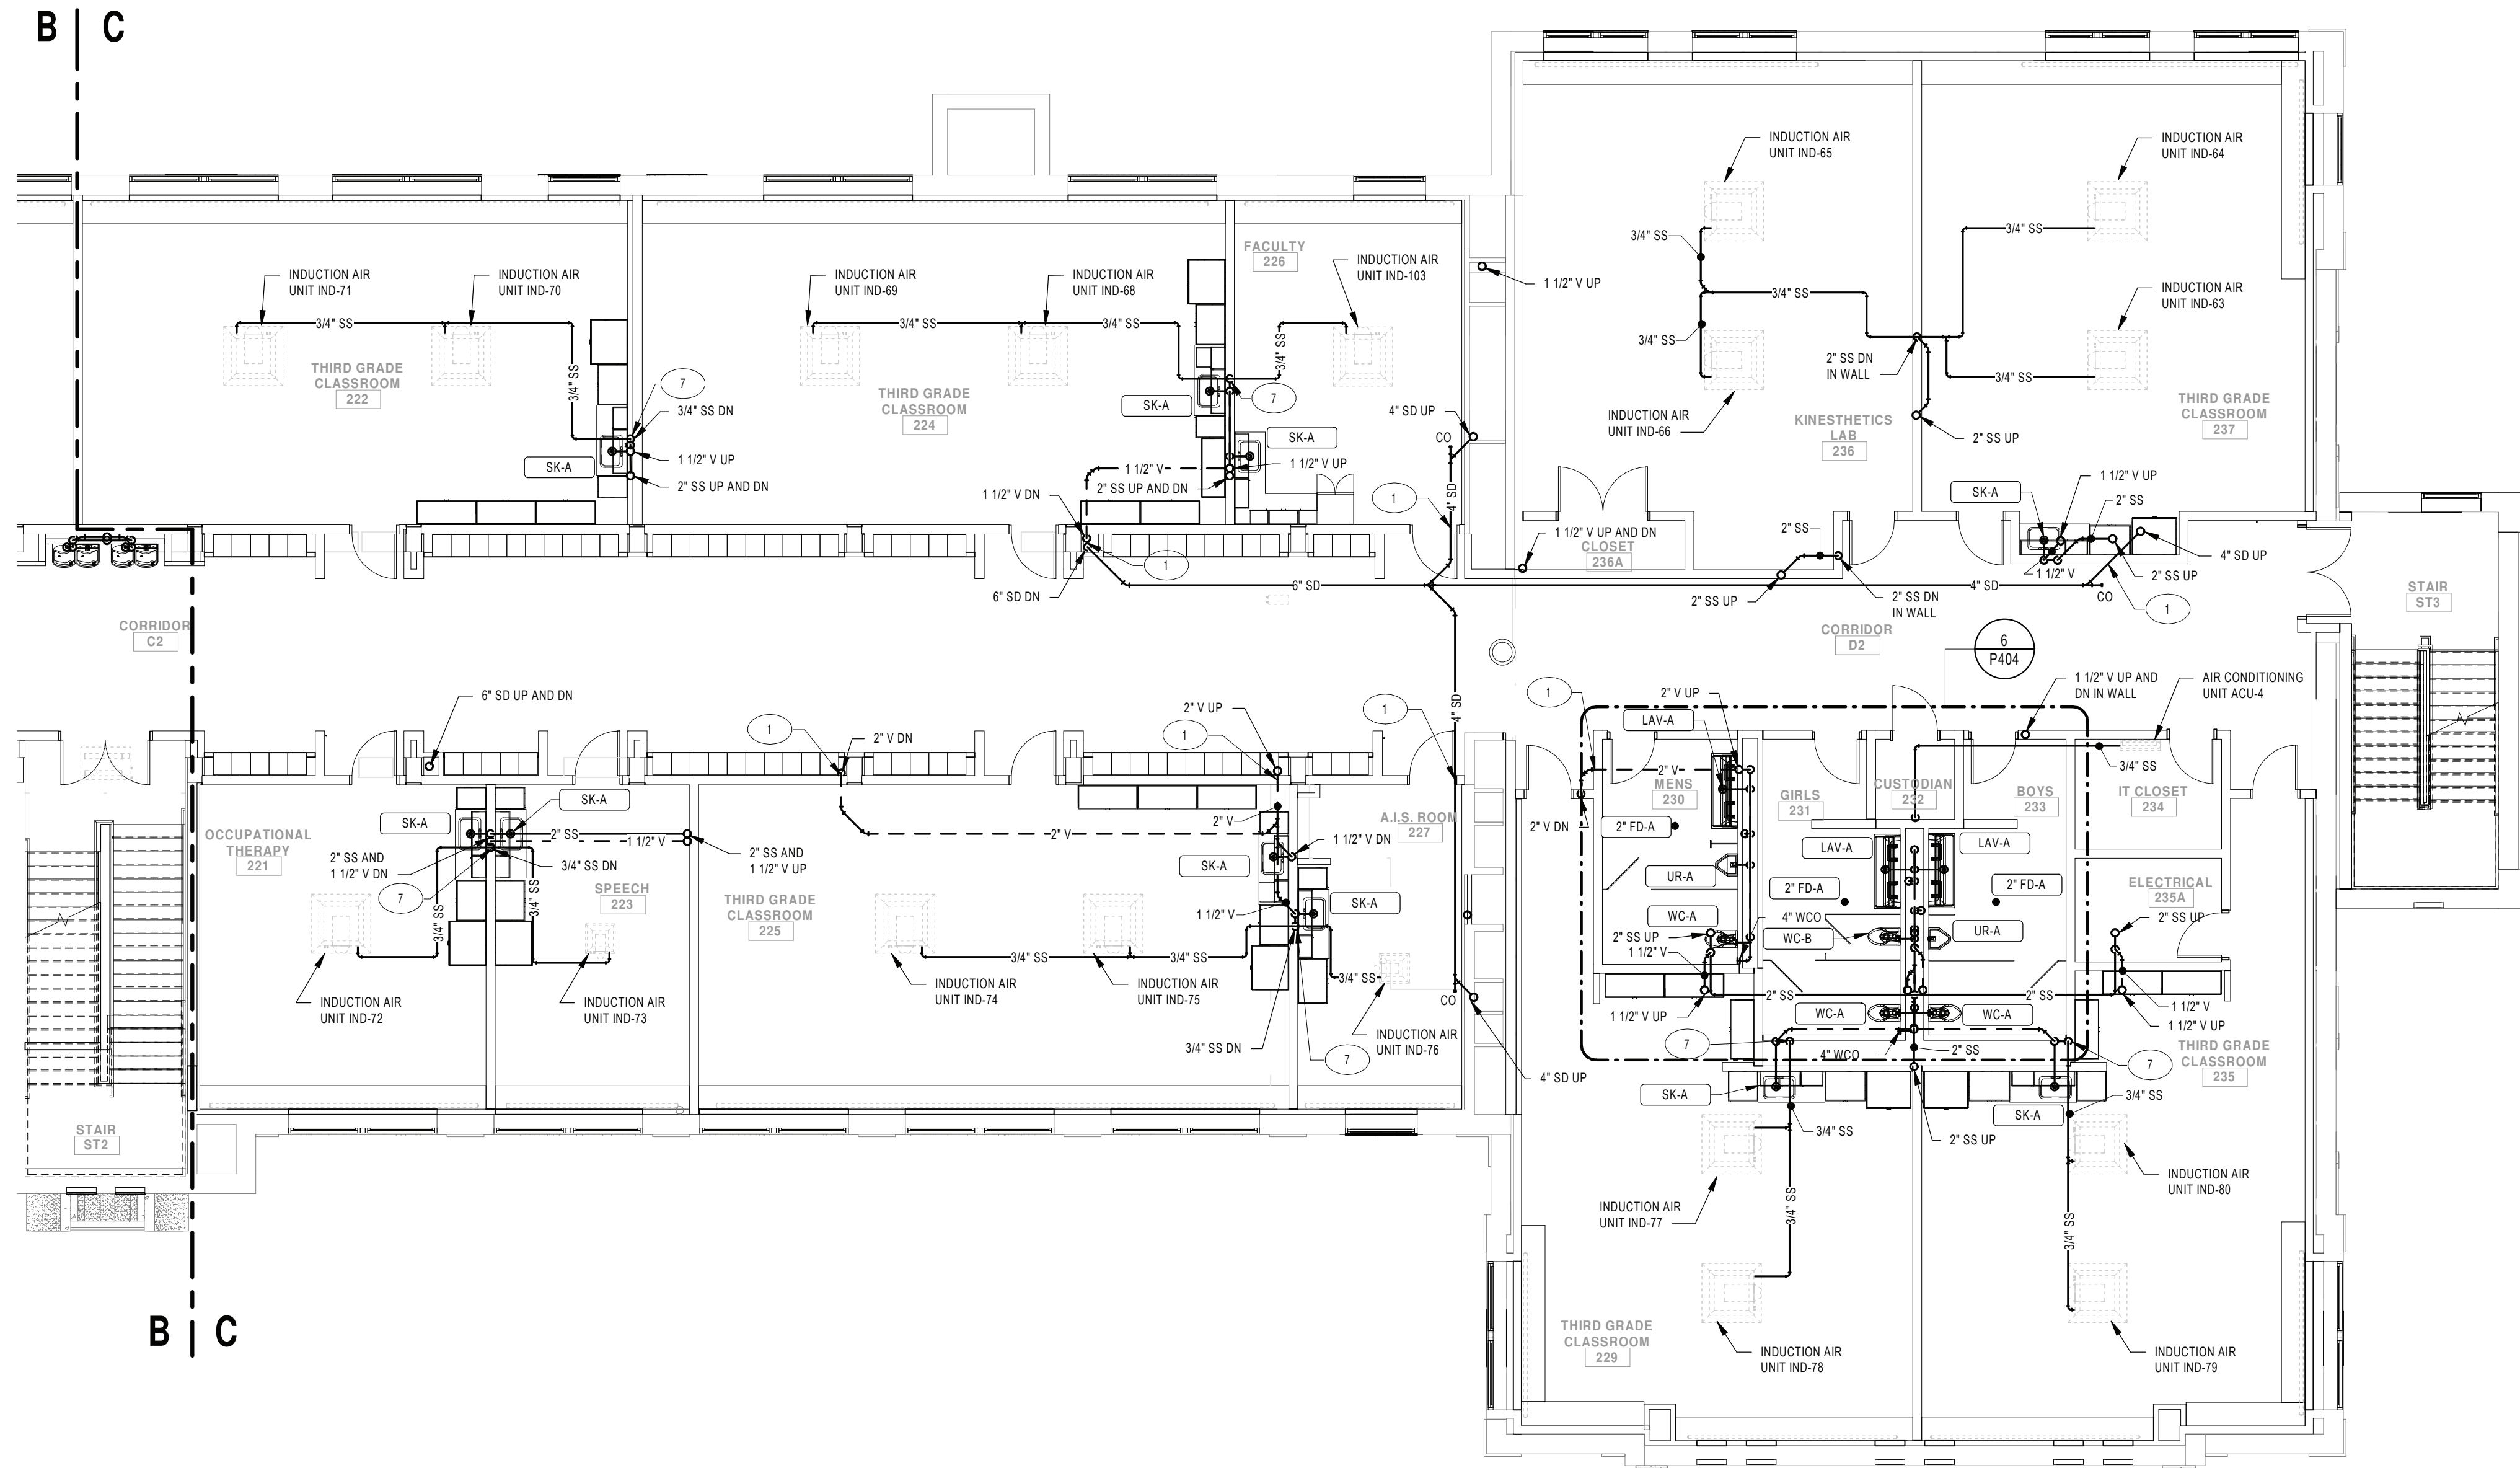 B
C
INDUCTION AIR
UNIT IND-65
INDUCTION AIR
UNIT IND-64
3/4" SS
3/4" SS
FACULTY
226
INDUCTION AIR
UNIT IND-71
INDUCTION AIR
UNIT IND-70
INDUCTION AIR
UNIT IND-69
INDUCTION AIR
UNIT IND-68
INDUCTION AIR
UNIT IND-103
1 1/2" V UP
3/4" SS
INDUCTION AIR
UNIT IND-63
3/4" SS
3/4" SS
3/4" SS
3/4" SS
3/4" SS
THIRD GRADE
CLASSROOM
222
3/4" SS
7
3/4" SS DN
1 1/2" V UP
SK-A
2" SS UP AND DN
THIRD GRADE
CLASSROOM
224
SK-A
7
SK-A
1 1/2" V
1 1/2" V UP
2" SS UP AND DN
1 1/2" V DN
4" SD UP
CO
1
4" SD
2" SS DN
IN WALL
3/4" SS
INDUCTION AIR
UNIT IND-66
KINESTHETICS
LAB
236
2" SS UP
THIRD GRADE
CLASSROOM
237
1 1/2" V UP
SK-A
2" SS
1 1/2" V UP AND DN
CLOSET
236A
2" SS
4" SD UP
1 1/2" V
2" SS UP
1
6" SD DN
6" SD
4" SD
CO
1
2" SS UP
2" SS DN
IN WALL
STAIR
ST3
CORRIDOR
C2
CORRIDOR
D2
6
P404
6" SD UP AND DN
1
2" V DN
2" V UP
1
1
4" SD
1
2" V UP
LAV-A
1 1/2" V UP AND
DN IN WALL
AIR CONDITIONING
UNIT ACU-4
3/4" SS
2" V
MENS
230
GIRLS
231
CUSTODIAN
232
BOYS
233
IT CLOSET
234
2" V DN
2" FD-A
SK-A
SK-A
OCCUPATIONAL
THERAPY
221
2" SS
1 1/2" V
2" SS AND
1 1/2" V DN
3/4" SS DN
2" SS AND
1 1/2" V UP
7
3/4" SS
3/4" SS
SPEECH
223
THIRD GRADE
CLASSROOM
225
2" V
2" V
A.I.S. ROOM
227
1 1/2" V DN
SK-A
SK-A
1 1/2" V
LAV-A
LAV-A
UR-A
2" FD-A
2" FD-A
ELECTRICAL
235A
WC-A
4" WCO
2" SS UP
2" SS UP
1 1/2" V
WC-B
UR-A
3/4" SS
3/4" SS
3/4" SS
INDUCTION AIR
UNIT IND-72
INDUCTION AIR
UNIT IND-73
INDUCTION AIR
UNIT IND-74
INDUCTION AIR
UNIT IND-75
CO
2" SS
2" SS
1 1/2" V UP
WC-A
WC-A
1 1/2" V
1 1/2" V UP
3/4" SS DN
7
INDUCTION AIR
UNIT IND-76
4" SD UP
7
4" WCO
2" SS
7
THIRD GRADE
CLASSROOM
235
SK-A
SK-A
3/4" SS
3/4" SS
2" SS UP
STAIR
ST2
INDUCTION AIR
UNIT IND-80
INDUCTION AIR
UNIT IND-77
3/4" SS
3/4" SS
B
C
THIRD GRADE
CLASSROOM
229
INDUCTION AIR
UNIT IND-78
INDUCTION AIR
UNIT IND-79